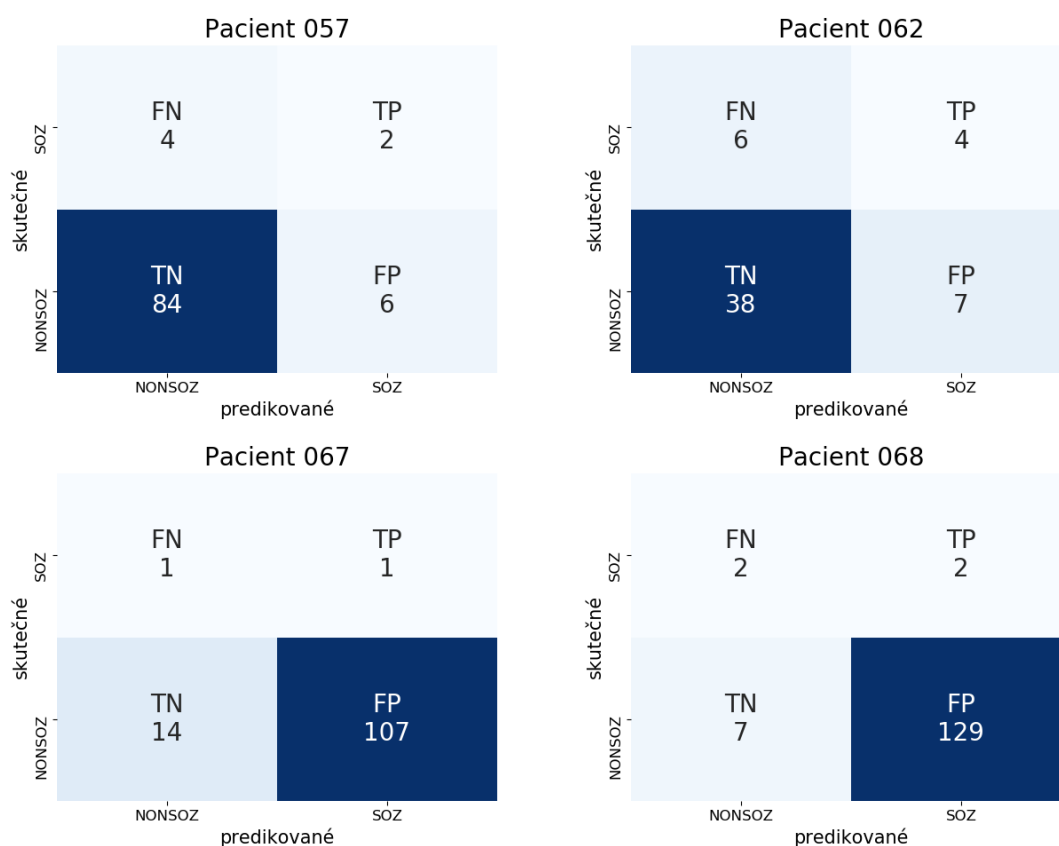 Pacient 057
FN
4
TP
2
TN
84
FP
6
SOZ
NONSOZ
skutečné
NONSOZ
SOZ
predikované
Pacient 062
FN
6
TP
4
TN
38
FP
7
SOZ
NONSOZ
skutečné
NONSOZ
SOZ
predikované
Pacient 067
FN
1
TP
1
TN
14
FP
107
SOZ
NONSOZ
skutečné
NONSOZ
SOZ
predikované
Pacient 068
FN
2
TP
2
TN
7
FP
129
SOZ
NONSOZ
skutečné
NONSOZ
SOZ
predikované